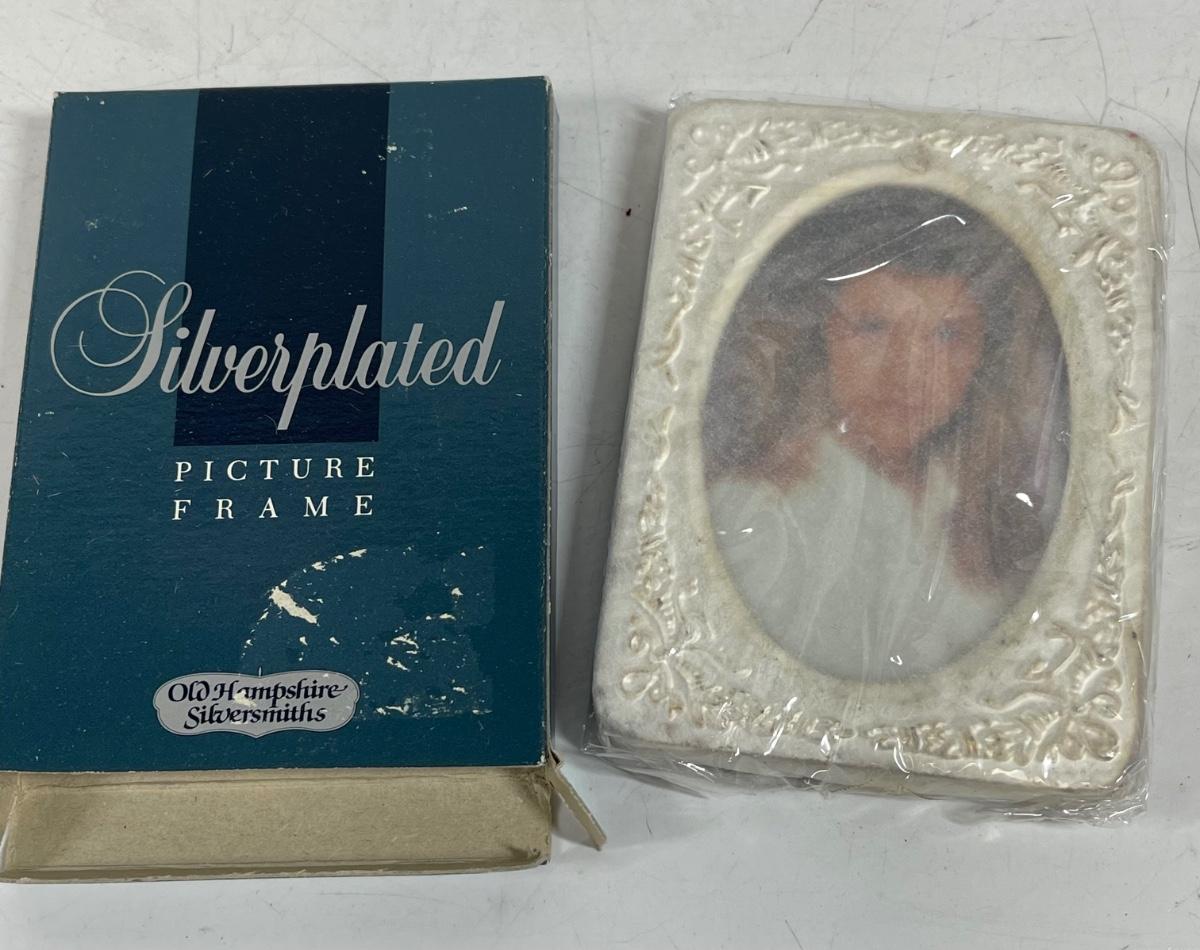 Silverplated
PICTURE
FRAME
Old Hampshire
Silversmiths